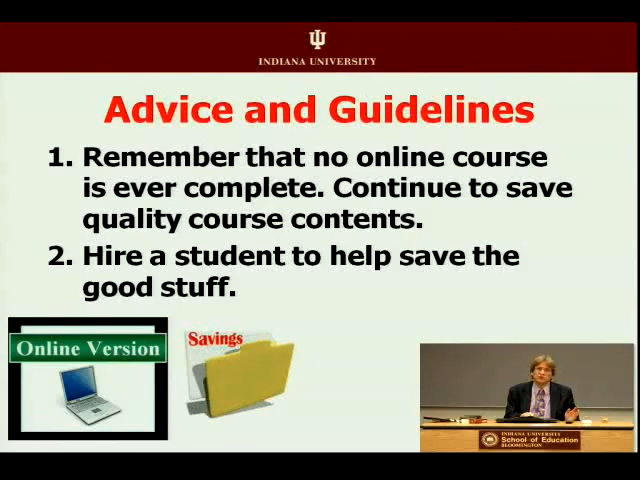 INDIANA UNIVERSITY
Advice and Guidelines
1. Remember that no online course
is ever complete. Continue to save
quality course contents.
2. Hire a student to help save the
good stuff.
Online Version
Savings
INDIANA UNIVERSITY
School of Education
BLOOMINGTON